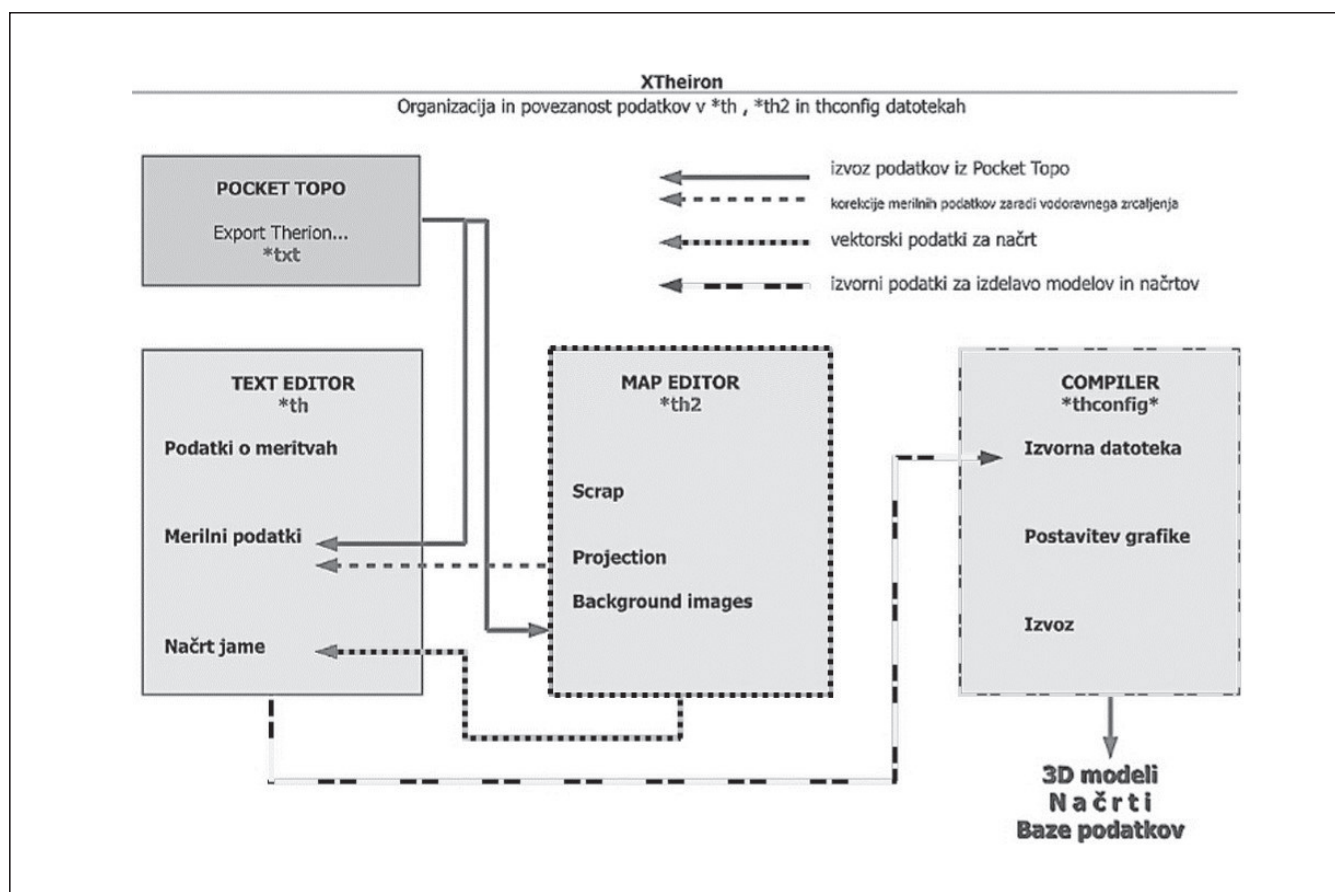 XTheiron
Organizacija in povezanost podatkov v *th , *th2 in thconfig datotekah
POCKET TOPO
Export Therion...
*txt
izvoz podatkov iz Pocket Topo
korekcije merilnih podatkov zaradi vodoravnega zrcaljenja
vektorski podatki za načrt
izvorni podatki za izdelavo modelov in načrtov
TEXT EDITOR
*th
Podatki o meritvah
Merilni podatki
Načrt jame
MAP EDITOR
*th2
Scrap
Projection
Background images
COMPILER
*thconfig*
Izvorna datoteka
Postavitev grafike
Izvoz
3D modeli
N a č r t i
Baze podatkov